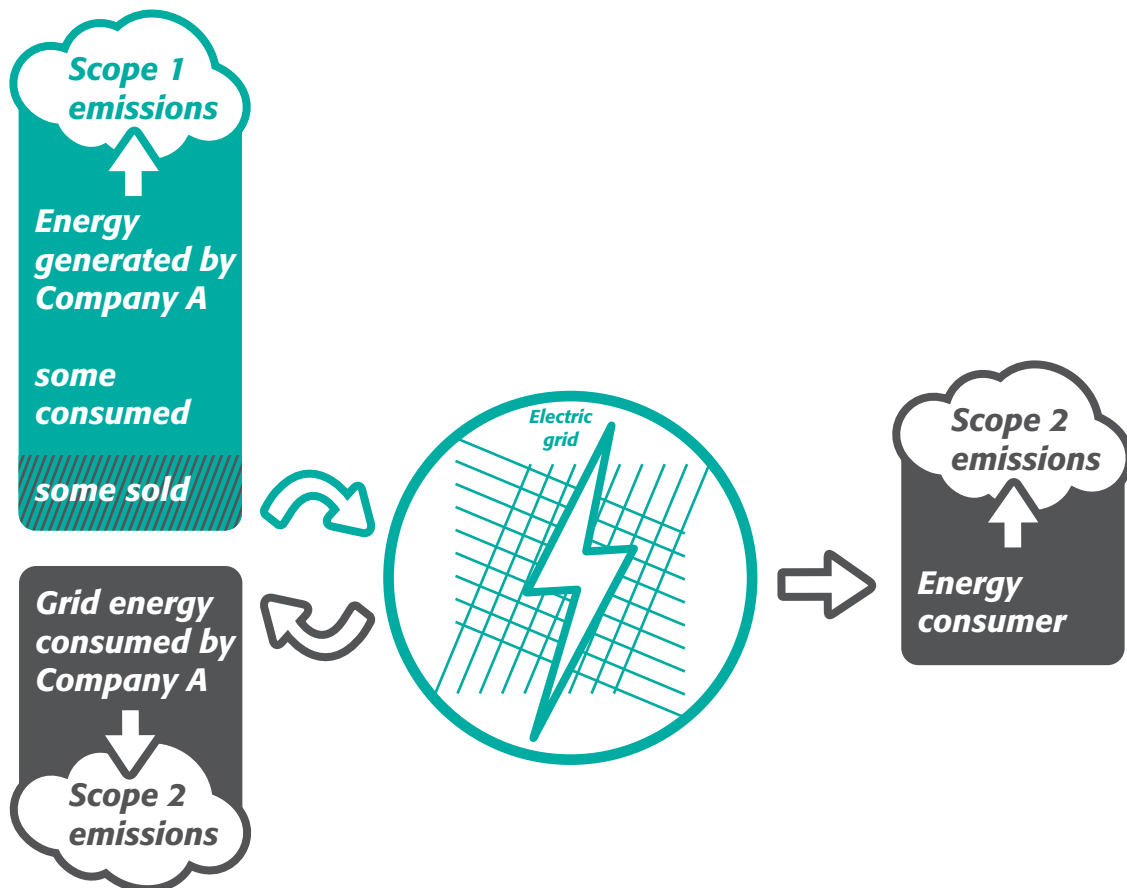 Scope 1
emissions
Energy
generated by
Company A
some
consumed
some sold
Grid energy
consumed by
Company A
Scope 2
emissions
Electric
grid
Scope 2
emissions
Energy
consumer